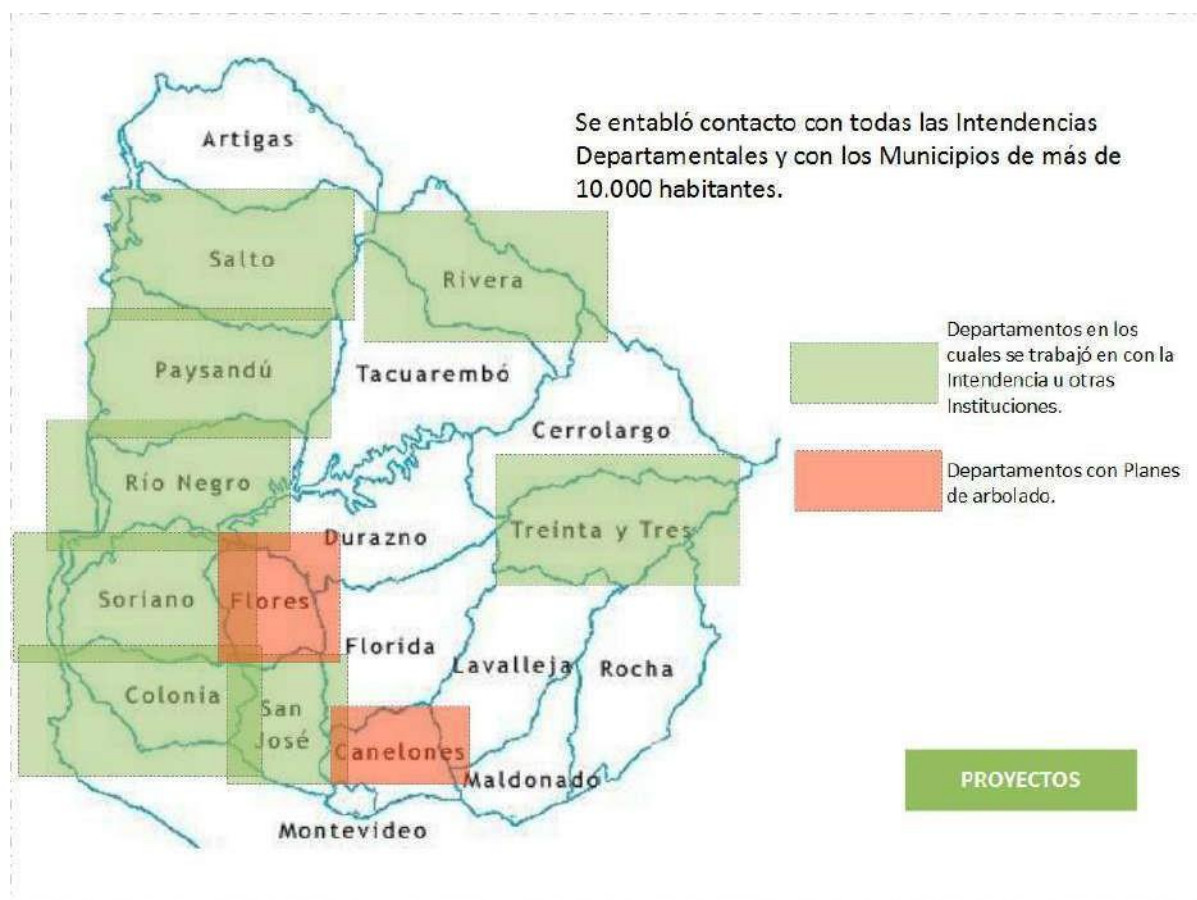 Se entabló contacto con todas las Intendencias
Departamentales y con los Municipios de más de
10.000 habitantes.
Artigas
Salto
Rivera
Paysandú
Tacuarembó
Cerrolargo
Río Negro
Durazno
Treinta y Tres
Soriano
Flores
Florida
Lavalleja
Rocha
Colonia
San
José
Canelones
Maldonado
Montevideo
Departamentos en los
cuales se trabajó en con la
Intendencia u otras
Instituciones.
Departamentos con Planes
de arbolado.
PROYECTOS